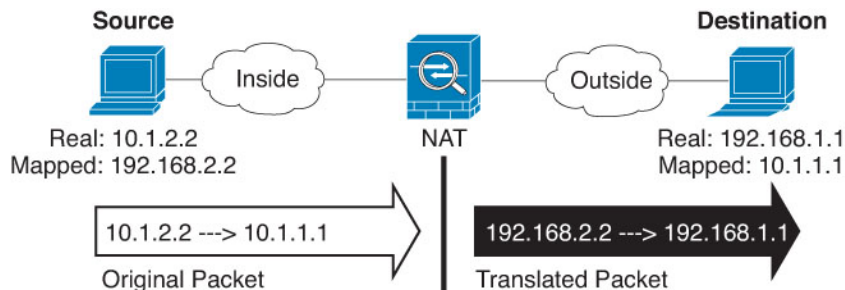 Source
Destination
Inside
Outside
NAT
Real: 10.1.2.2
Mapped: 192.168.2.2
Real: 192.168.1.1
Mapped: 10.1.1.1
10.1.2.2 ---> 10.1.1.1
192.168.2.2 ---> 192.168.1.1
Original Packet
Translated Packet